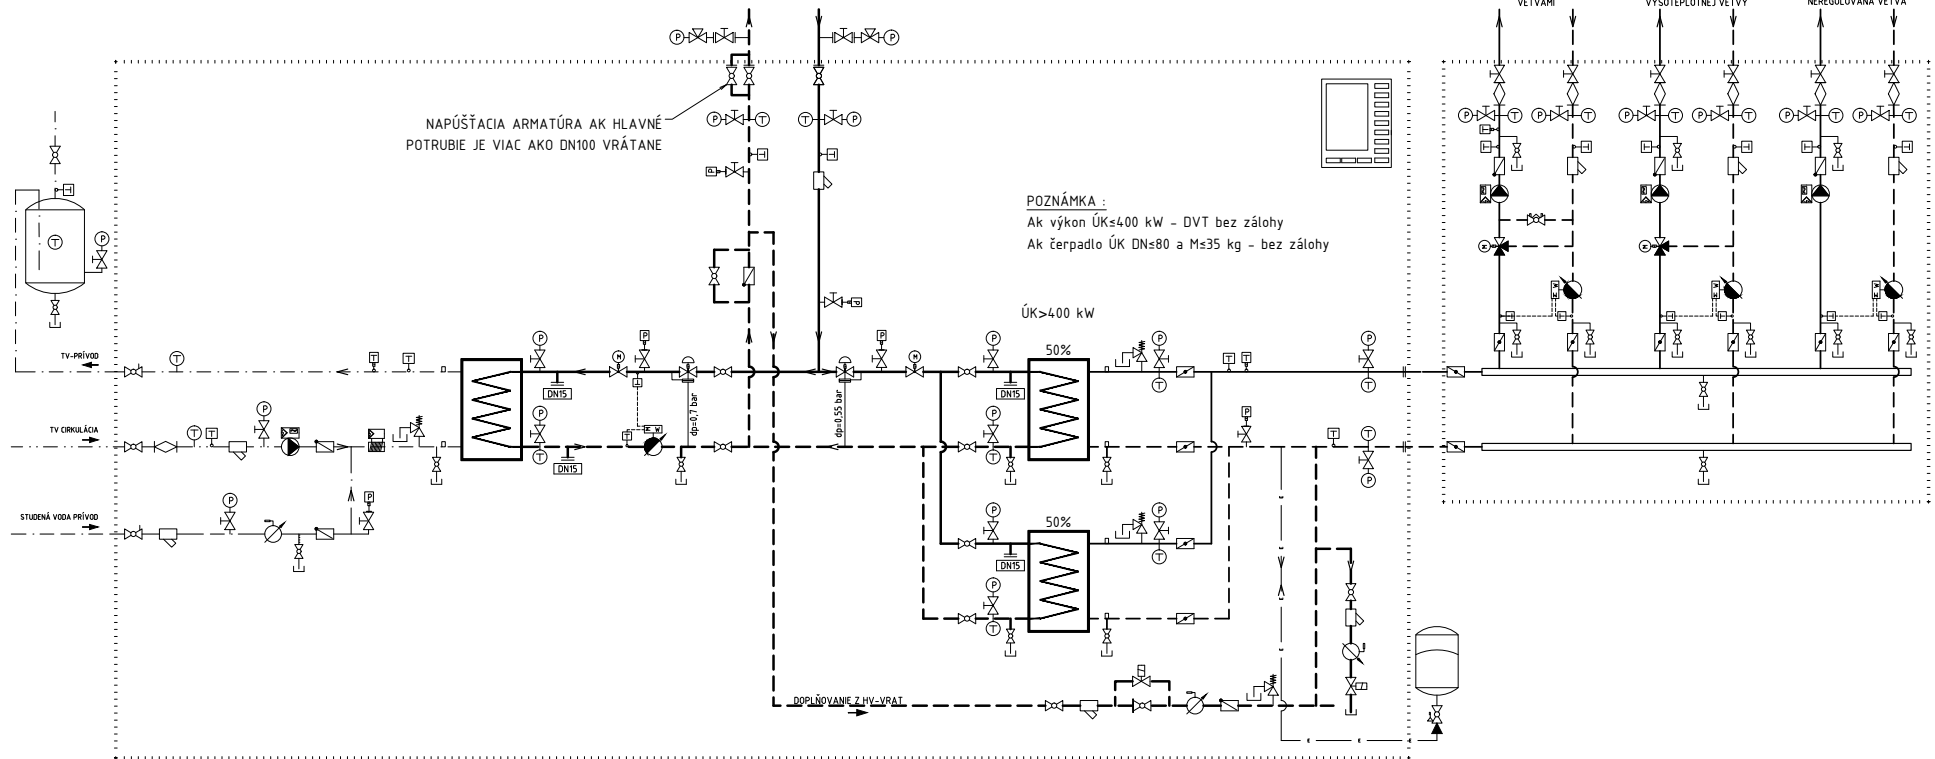 VETVAMI
VYSOTEPLOTNEJ VETVY
NEREGULOVANÁ VETVA
NAPÚŠŤACIA ARMATÚRA AK HLAVNÉ
POTRUBIE JE VIAC AKO DN100 VRÁTANE
POZNÁMKA :
Ak výkon ÚK≤400 kW - DVT bez zálohy
Ak čerpadlo ÚK DN≤80 a M≤35 kg - bez zálohy
ÚK>400 kW
50%
TV-PRÍVOD
DN15
DN15
dp=0,7 bar
dp=0,55 bar
TV CIRKULÁCIA
DN15
STUDENÁ VODA PRÍVOD
50%
DN15
DOPLŇOVANIE Z HV-VRAT